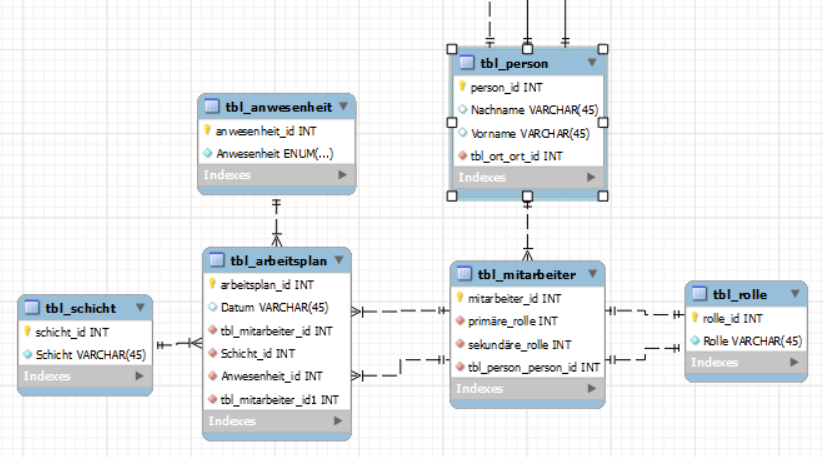 tbl_person
person_id INT
Nachname VARCHAR(45)
Vorname VARCHAR(45)
tbl_ort_ort_id INT
Indexes
tbl_anwesenheit
anwesenheit_id INT
Anwesenheit ENUM(...)
Indexes
tbl_arbeitsplan
arbeitsplan_id INT
Datum VARCHAR(45)
tbl_mitarbeiter_id INT
Schicht_id INT
Anwesenheit_id INT
tbl_mitarbeiter_id1 INT
Indexes
tbl_mitarbeiter
mitarbeiter_id INT
primäre_rolle INT
sekundäre_rolle INT
tbl_person_person_id INT
Indexes
tbl_schicht
schicht_id INT
Schicht VARCHAR(45)
Indexes
tbl_rolle
rolle_id INT
Rolle VARCHAR(45)
Indexes